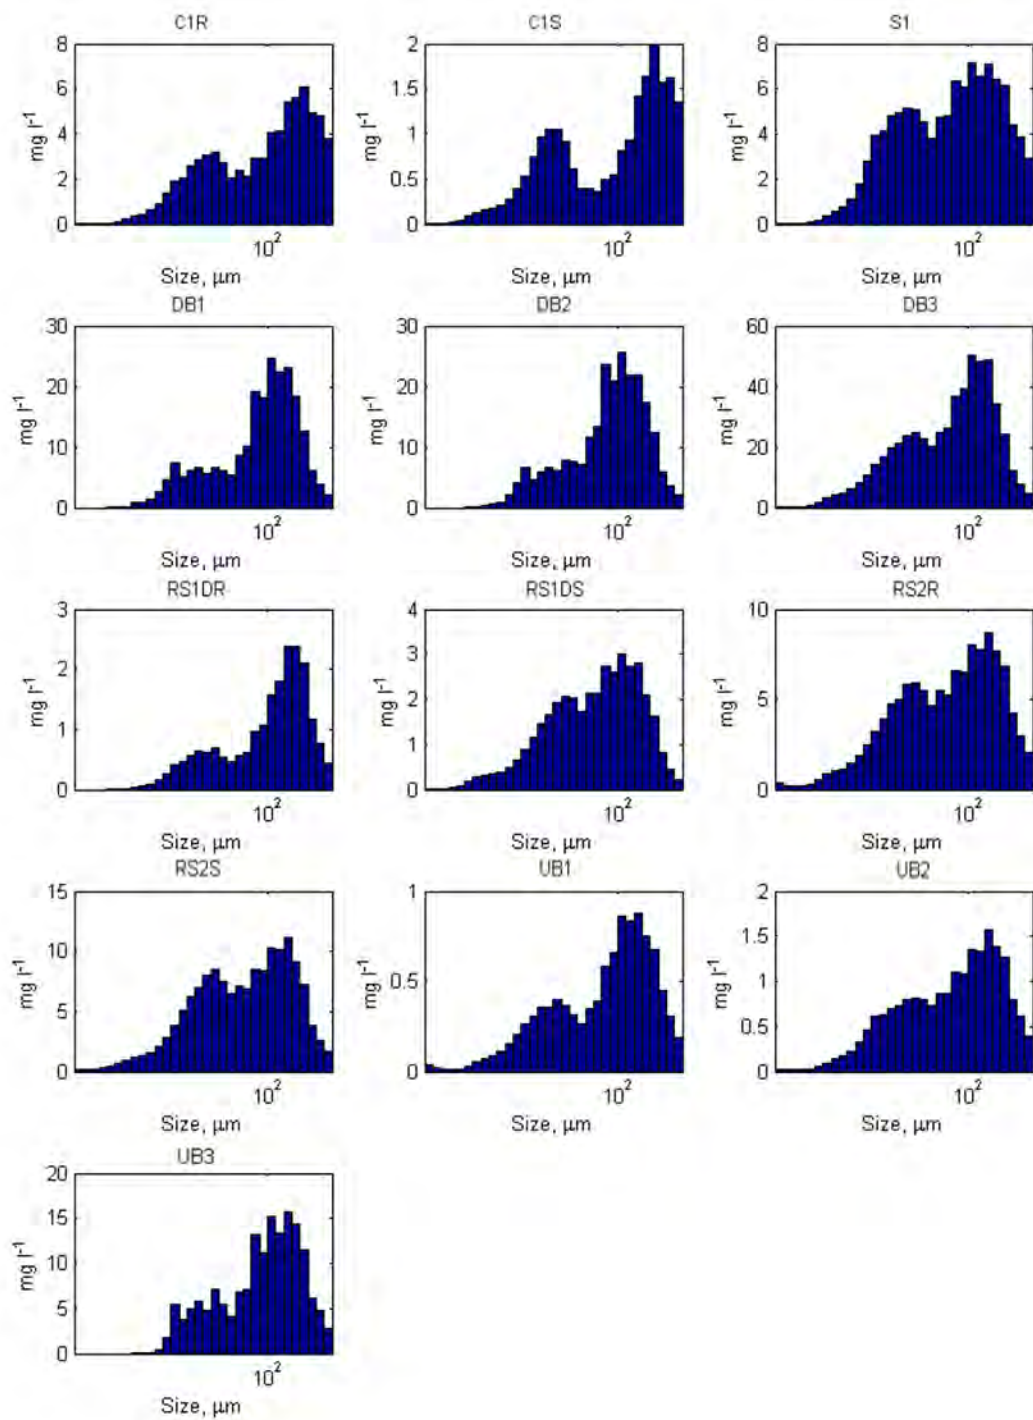 C1R C1S S1
8 2 8
6 1.5 6
4 1 4
2 0.5 2
0 0 0
mg l⁻¹ mg l⁻¹ mg l⁻¹
10² 10² 10²
Size, μm Size, μm Size, μm
DB1 DB2 DB3
30 30 60
20 20 40
10 10 20
0 0 0
mg l⁻¹ mg l⁻¹ mg l⁻¹
10² 10² 10²
Size, μm Size, μm Size, μm
RS1DR RS1DS RS2R
3 4 10
2 3 5
1 2 0
0 1
0
mg l⁻¹ mg l⁻¹ mg l⁻¹
10² 10² 10²
Size, μm Size, μm Size, μm
RS2S UB1 UB2
15 1 2
10 0.5 1.5
5 0 1
0 0.5
0
mg l⁻¹ mg l⁻¹ mg l⁻¹
10² 10² 10²
Size, μm Size, μm Size, μm
UB3
20
15
10
5
0
mg l⁻¹
10²
Size, μm